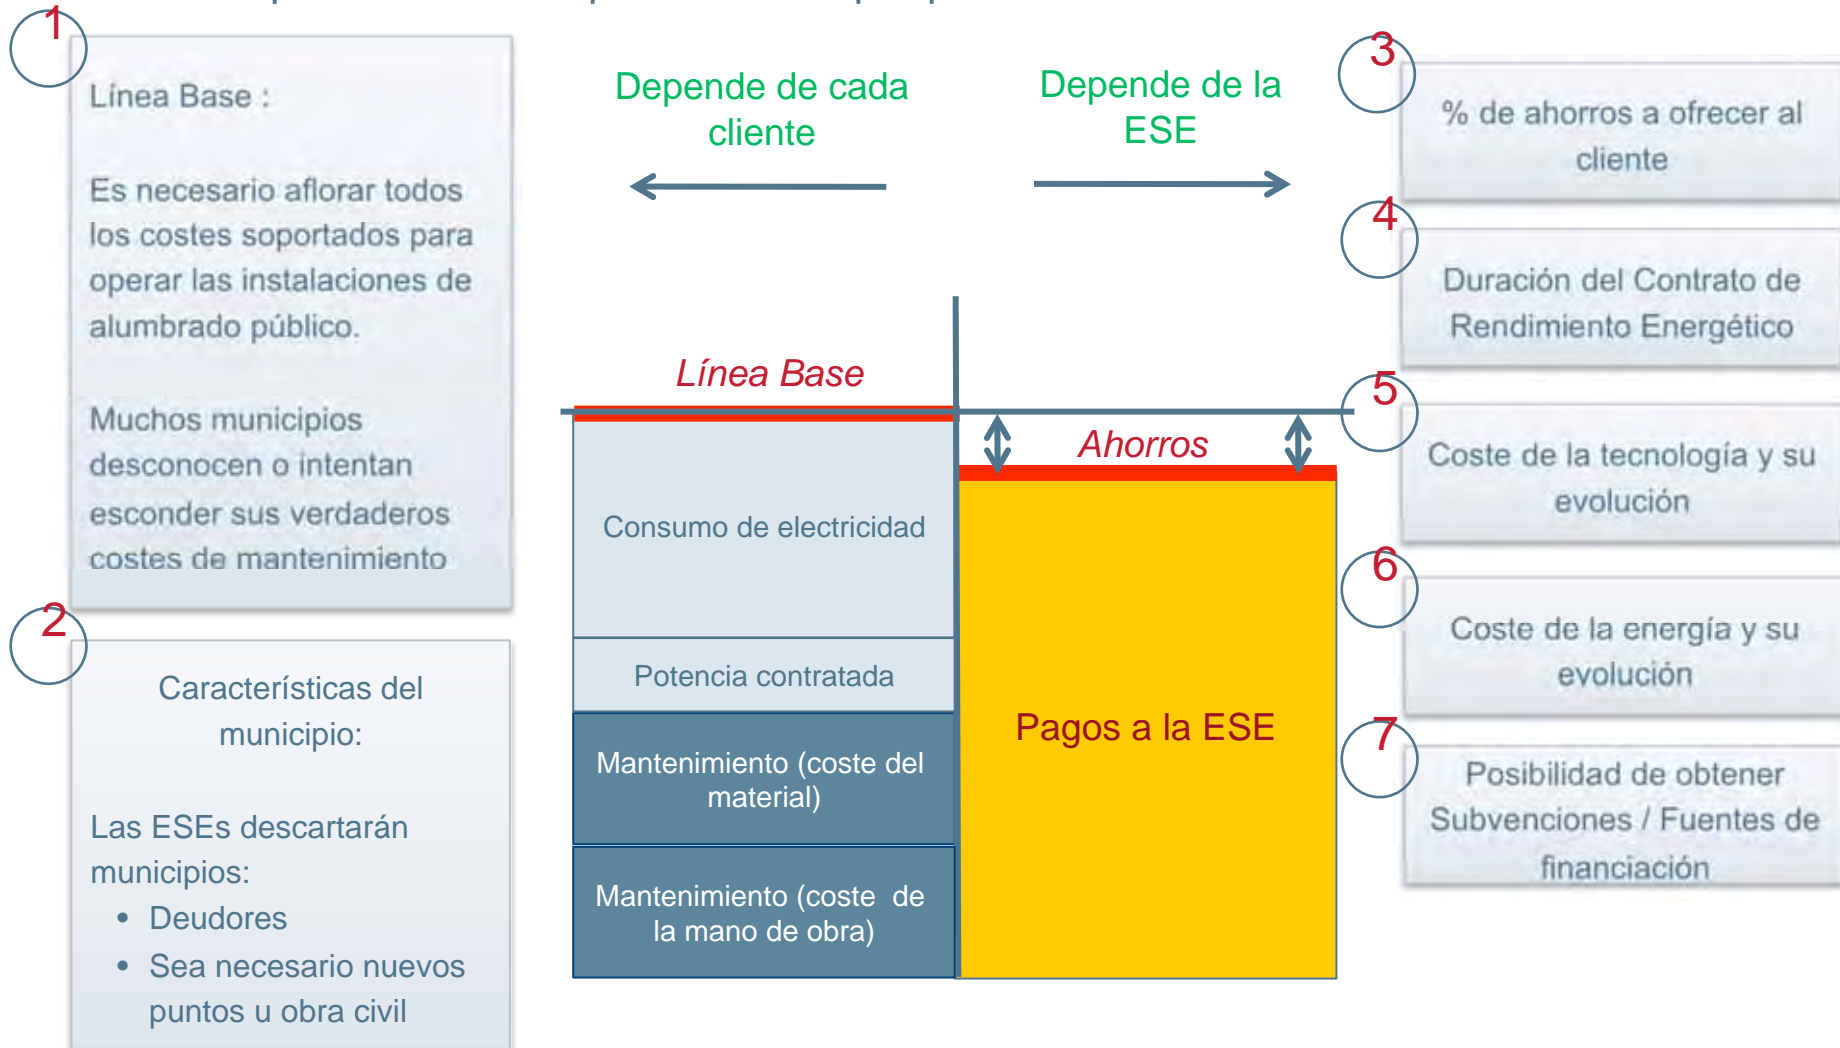 1
Línea Base :
Es necesario aflorar todos
los costes soportados para
operar las instalaciones de
alumbrado público.
Muchos municipios
desconocen o intentan
esconder sus verdaderos
costes de mantenimiento
2
Características del
municipio:
Las ESEs descartarán
municipios:
• Deudores
• Sea necesario nuevos
puntos u obra civil
Depende de cada
cliente
Depende de la
ESE
Línea Base
Ahorros
Consumo de electricidad
Potencia contratada
Mantenimiento (coste del
material)
Mantenimiento (coste de
la mano de obra)
Pagos a la ESE
3
% de ahorros a ofrecer al
cliente
4
Duración del Contrato de
Rendimiento Energético
5
Coste de la tecnología y su
evolución
6
Coste de la energía y su
evolución
7
Posibilidad de obtener
Subvenciones / Fuentes de
financiación